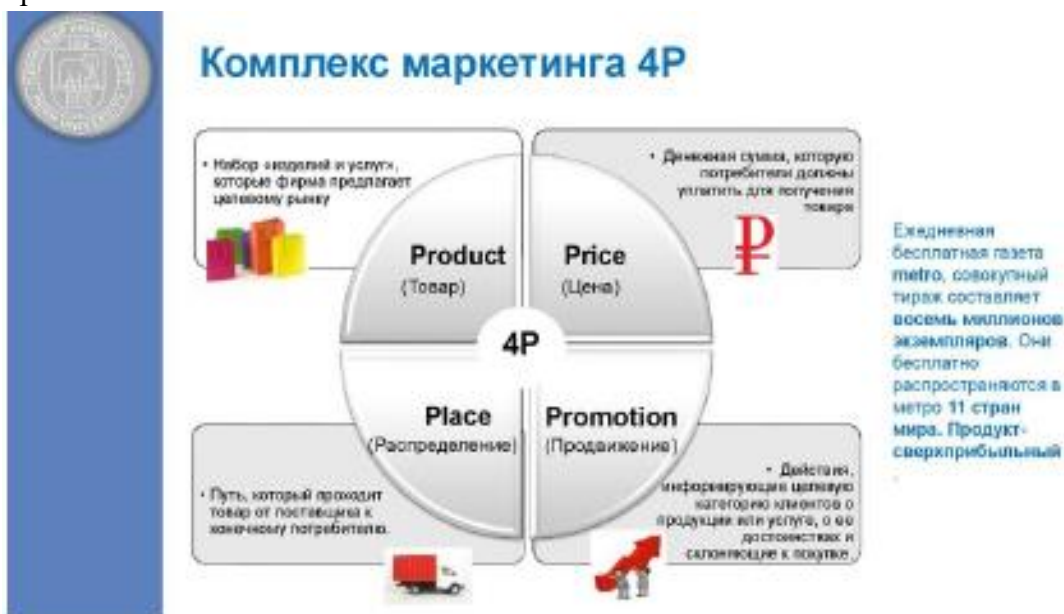 Комплекс маркетинга 4P
• Набор «изделий и услуг»,
которые фирма предлагает
целевому рынку
• Денежная сумма, которую
потребители должны
уплатить для получения
товара
Product
(Товар)
Price
(Цена)
4P
Place
(Распределение)
Promotion
(Продвижение)
• Путь, который проходит
товар от поставщика к
конечному потребителю.
• Действия,
информирующие целевую
категорию клиентов о
продукции или услуге, о ее
достоинствах и
склоняющие к покупке.
Ежедневная
бесплатная газета
metro, совокупный
тираж составляет
восемь миллионов
экземпляров. Они
бесплатно
распространяются в
метро 11 стран
мира. Продукт-
сверхприбыльный
.